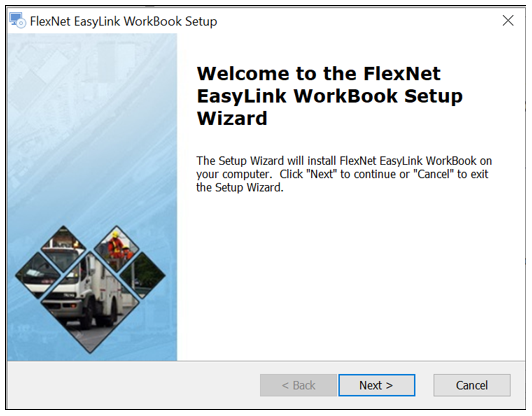 FlexNet EasyLink WorkBook Setup
Welcome to the FlexNet
EasyLink WorkBook Setup
Wizard
The Setup Wizard will install FlexNet EasyLink WorkBook on
your computer.  Click "Next" to continue or "Cancel" to exit
the Setup Wizard.
< Back
Next >
Cancel